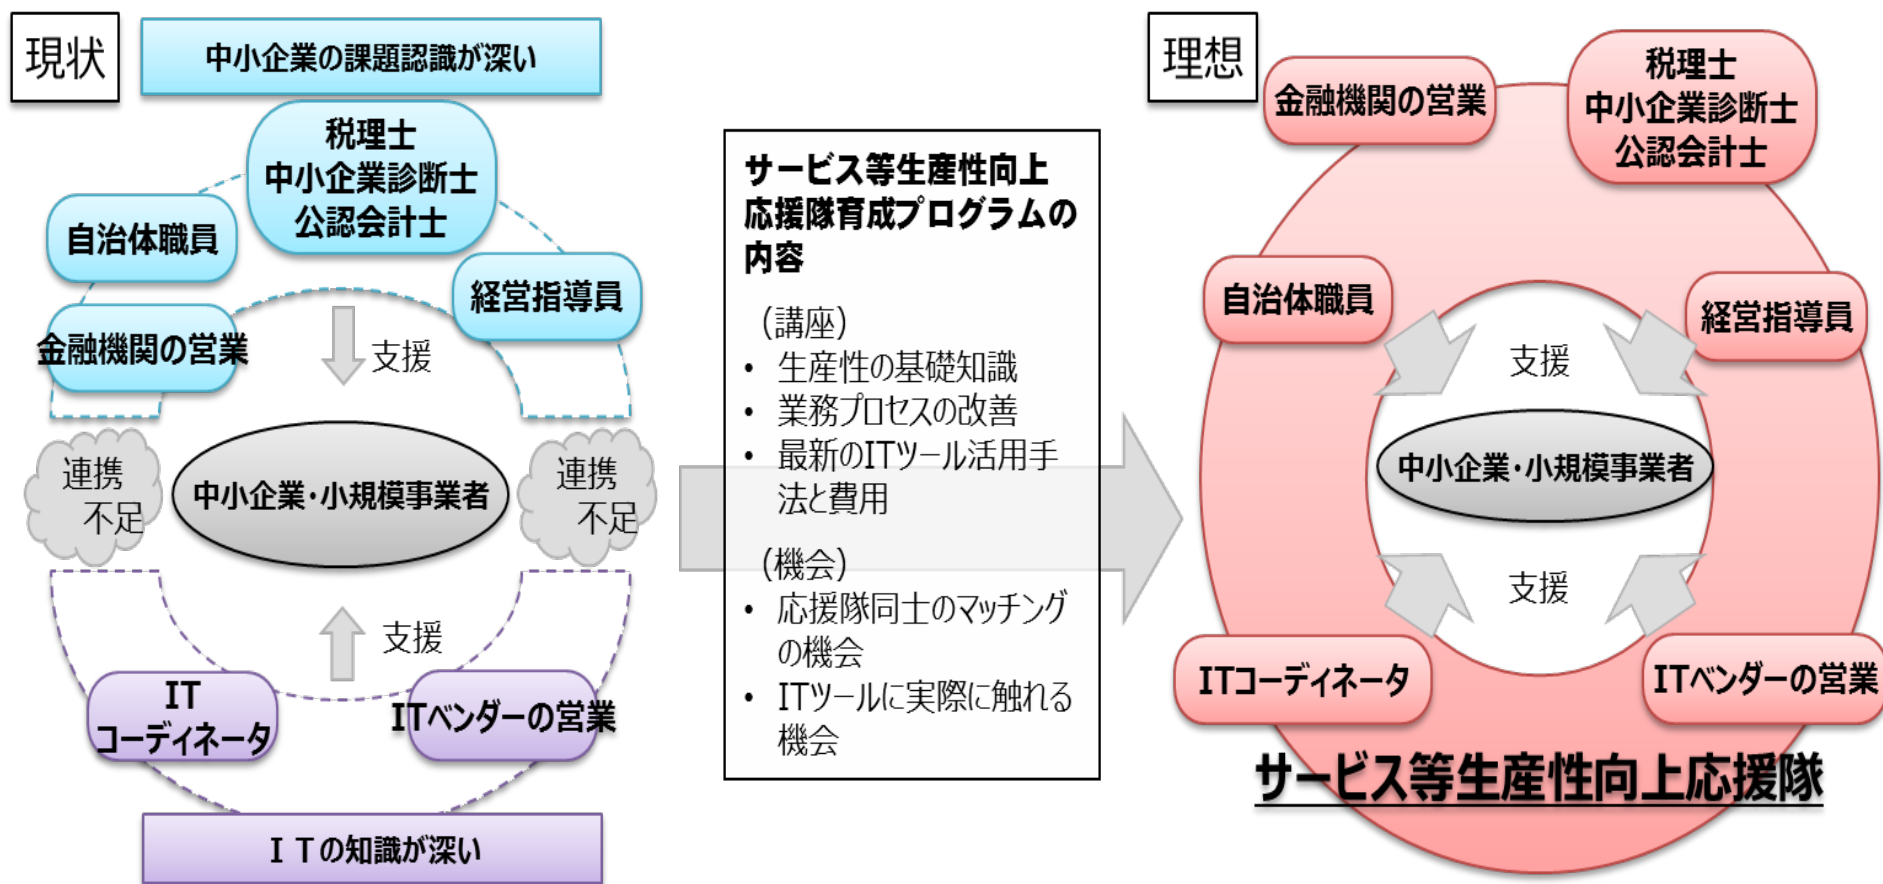 現状
中小企業の課題認識が深い
税理士
中小企業診断士
公認会計士
自治体職員
経営指導員
金融機関の営業
支援
連携
不足
中小企業・小規模事業者
連携
不足
支援
IT
コーディネータ
ITベンダーの営業
ＩＴの知識が深い
サービス等生産性向上
応援隊育成プログラムの
内容
（講座）
• 生産性の基礎知識
• 業務プロセスの改善
• 最新のITツール活用手
法と費用
（機会）
• 応援隊同士のマッチング
の機会
• ITツールに実際に触れる
機会
理想
金融機関の営業
税理士
中小企業診断士
公認会計士
自治体職員
経営指導員
支援
中小企業・小規模事業者
支援
ITコーディネータ
ITベンダーの営業
サービス等生産性向上応援隊